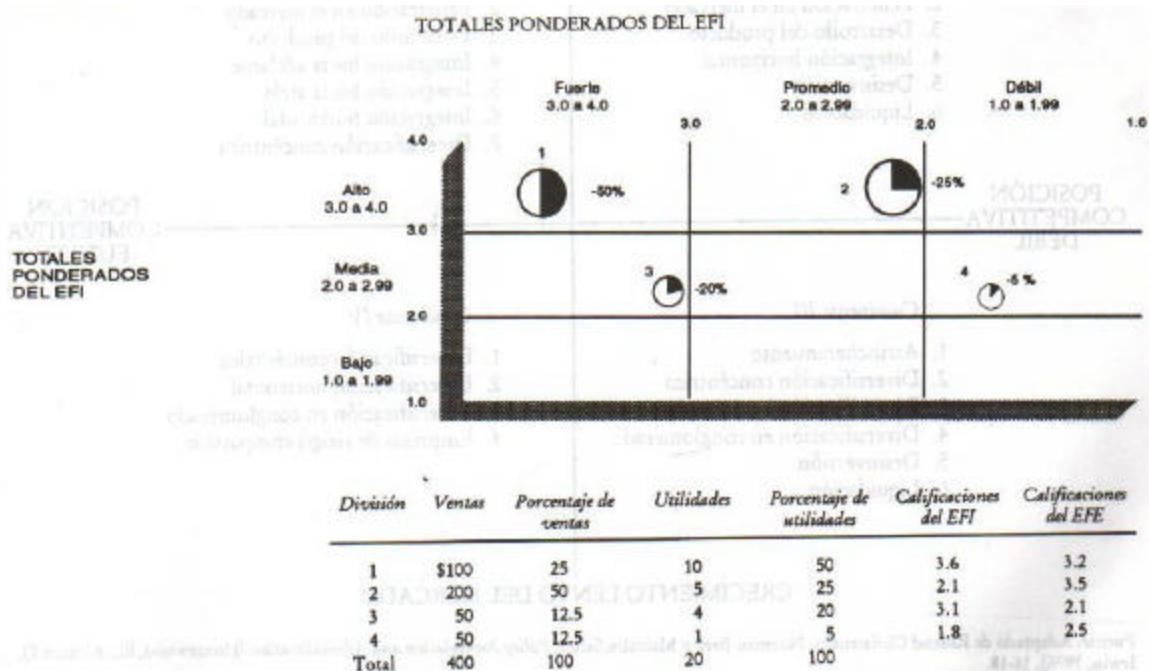 TOTALES PONDERADOS DEL EFI
Fuerte
3.0 a 4.0
Promedio
2.0 a 2.99
Débil
1.0 a 1.99
4.0
3.0
2.0
1.0
Alto
3.0 a 4.0
1
-50%
2
-25%
3.0
TOTALES
PONDERADOS
DEL EFI
Media
2.0 a 2.99
3
-20%
4
-5 %
2.0
Bajo
1.0 a 1.99
1.0
División Ventas Porcentaje de ventas Utilidades Porcentaje de utilidades Calificaciones del EFI Calificaciones del EFE
1 $100 25 10 50 3.6 3.2
2 200 50 5 25 2.1 3.5
3 50 12.5 4 20 3.1 2.1
4 50 12.5 1 5 1.8 2.5
Total 400 100 20 100